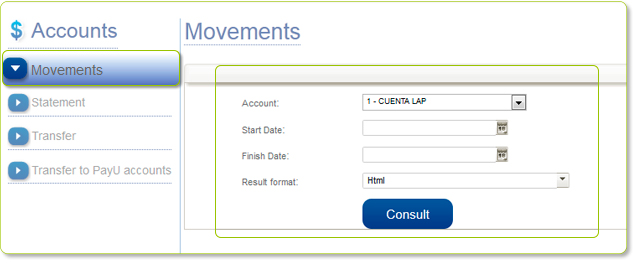 $ Accounts
Movements
Statement
Transfer
Transfer to PayU accounts
Movements
Account: 1 - CUENTA LAP
Start Date:
Finish Date:
Result format: Html
Consult